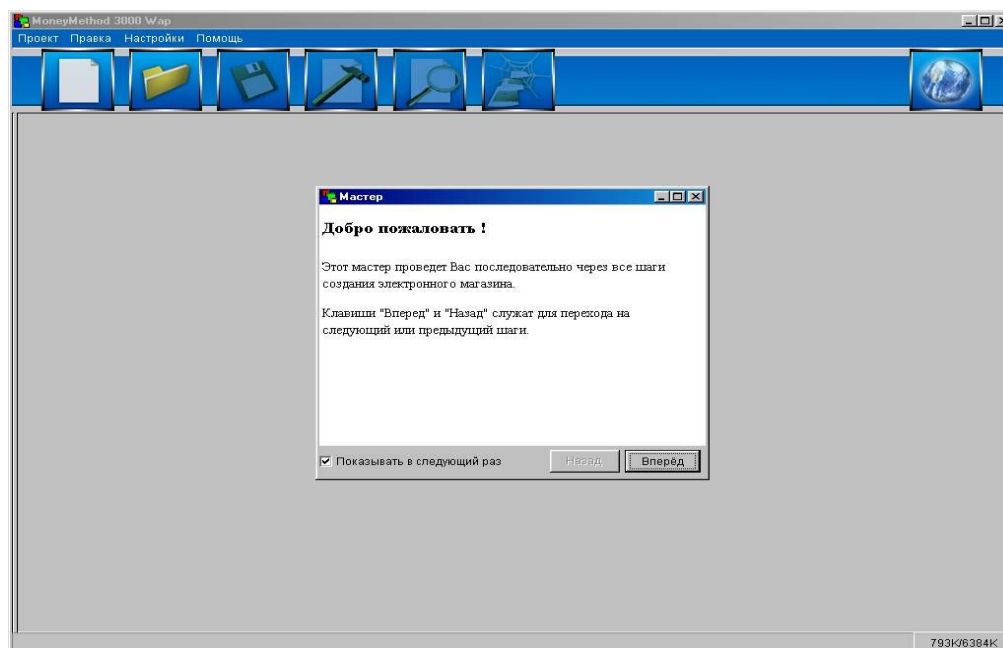 MoneyMethod 3000 Wap
Проект Правка Настройки Помощь
Мастер
Добро пожаловать !
Этот мастер проведет Вас последовательно через все шаги
создания электронного магазина.
Клавиши "Вперед" и "Назад" служат для перехода на
следующий или предыдущий шаги.
Показывать в следующий раз
Назад
Вперёд
793K/6384K